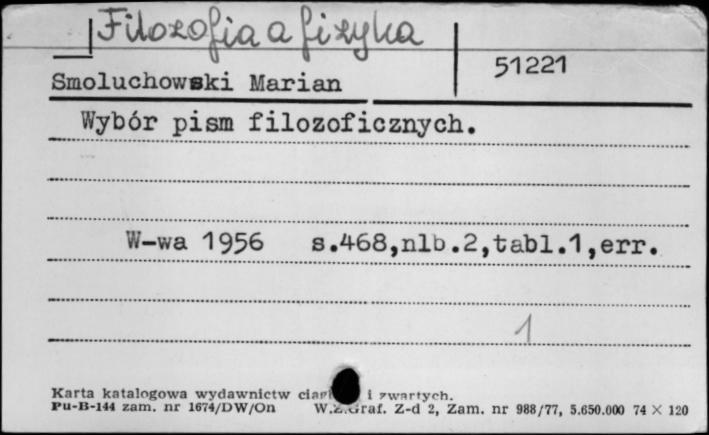 Filozofia a fizyka
51221
Smoluchowski Marian
Wybór pism filozoficznych.
W-wa 1956 s.468,nlb.2,tabl.1,err.
1
Karta katalogowa wydawnictw i zwartych.
Pu-B-144 zam. nr 1674/DW/On W.Z.Graf. Z-d 2, Zam. nr 988/77, 5.650.000 74 × 120